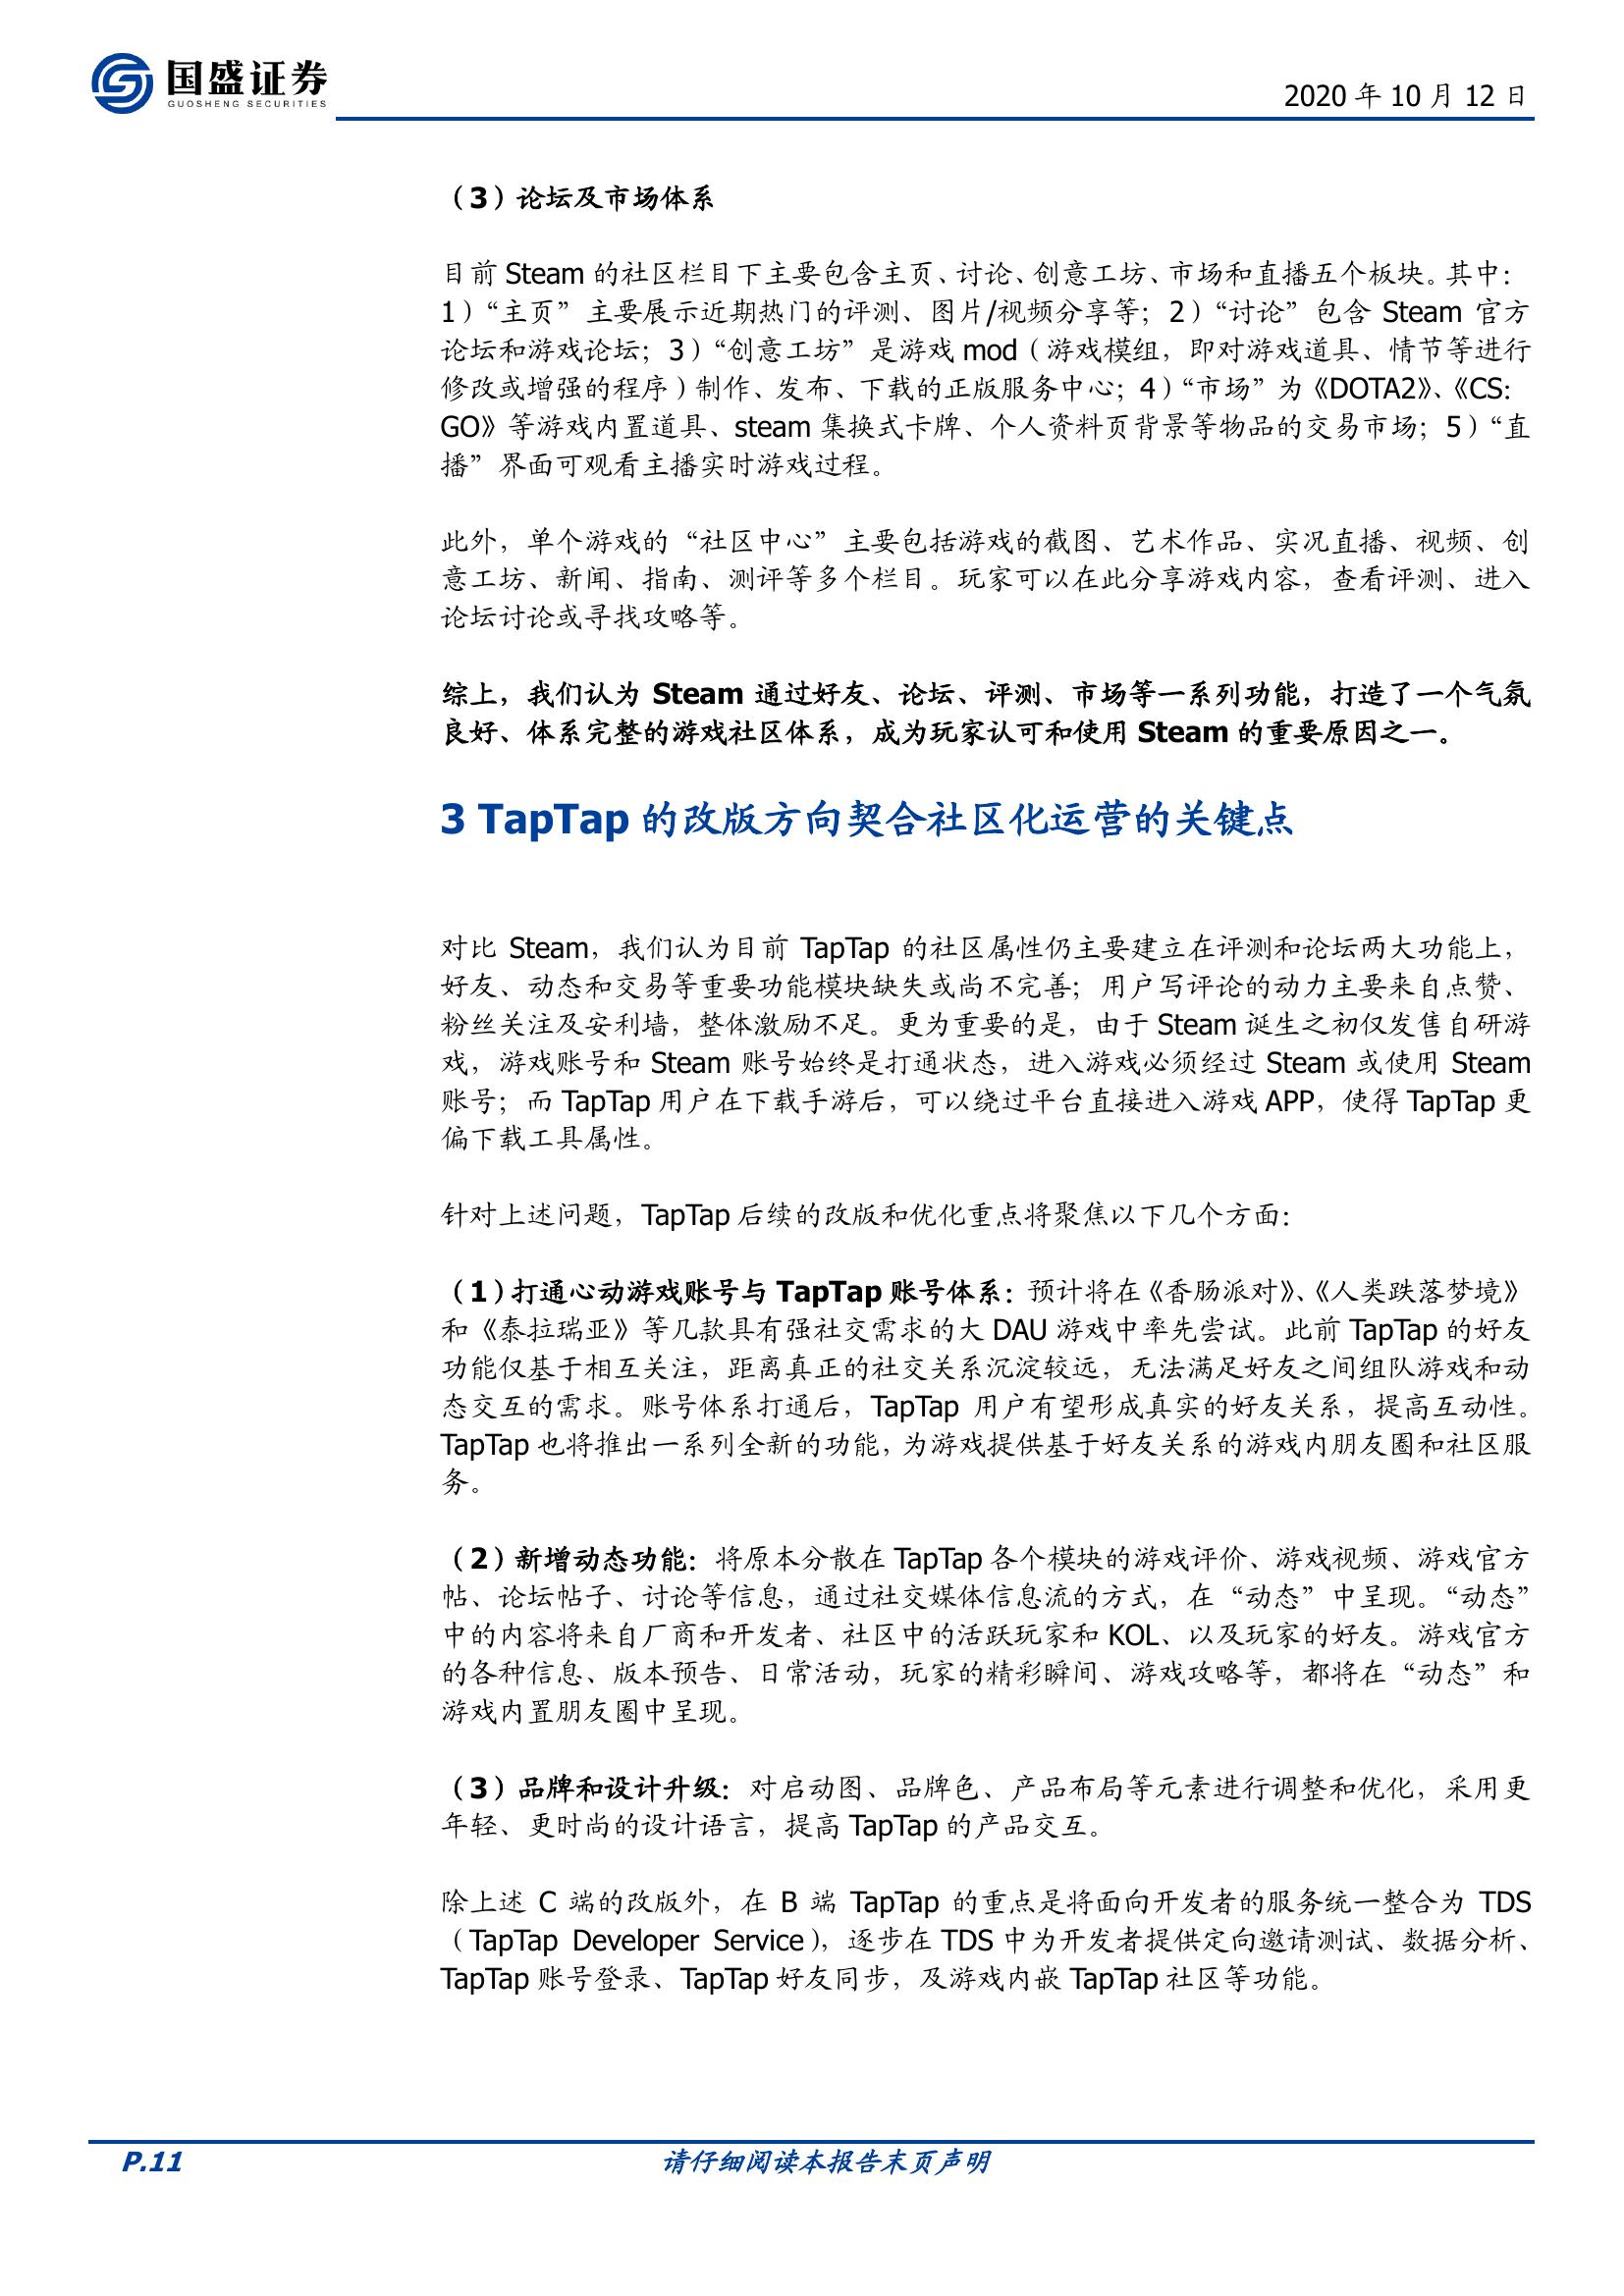 国盛证券
GUOSHENG SECURITIES
2020 年 10 月 12 日
（3）论坛及市场体系
目前 Steam 的社区栏目下主要包含主页、讨论、创意工坊、市场和直播五个板块。其中：
1）“主页”主要展示近期热门的评测、图片/视频分享等；2）“讨论”包含 Steam 官方
论坛和游戏论坛；3）“创意工坊”是游戏 mod（游戏模组，即对游戏道具、情节等进行
修改或增强的程序）制作、发布、下载的正版服务中心；4）“市场”为《DOTA2》、《CS：
GO》等游戏内置道具、steam 集换式卡牌、个人资料页背景等物品的交易市场；5）“直
播”界面可观看主播实时游戏过程。
此外，单个游戏的“社区中心”主要包括游戏的截图、艺术作品、实况直播、视频、创
意工坊、新闻、指南、测评等多个栏目。玩家可以在此分享游戏内容，查看评测、进入
论坛讨论或寻找攻略等。
综上，我们认为 Steam 通过好友、论坛、评测、市场等一系列功能，打造了一个气氛
良好、体系完整的游戏社区体系，成为玩家认可和使用 Steam 的重要原因之一。
3 TapTap 的改版方向契合社区化运营的关键点
对比 Steam，我们认为目前 TapTap 的社区属性仍主要建立在评测和论坛两大功能上，
好友、动态和交易等重要功能模块缺失或尚不完善；用户写评论的动力主要来自点赞、
粉丝关注及安利墙，整体激励不足。更为重要的是，由于 Steam 诞生之初仅发售自研游
戏，游戏账号和 Steam 账号始终是打通状态，进入游戏必须经过 Steam 或使用 Steam
账号；而 TapTap 用户在下载手游后，可以绕过平台直接进入游戏 APP，使得 TapTap 更
偏下载工具属性。
针对上述问题，TapTap 后续的改版和优化重点将聚焦以下几个方面：
（1）打通心动游戏账号与 TapTap 账号体系：预计将在《香肠派对》、《人类跌落梦境》
和《泰拉瑞亚》等几款具有强社交需求的大 DAU 游戏中率先尝试。此前 TapTap 的好友
功能仅基于相互关注，距离真正的社交关系沉淀较远，无法满足好友之间组队游戏和动
态交互的需求。账号体系打通后，TapTap 用户有望形成真实的好友关系，提高互动性。
TapTap 也将推出一系列全新的功能，为游戏提供基于好友关系的游戏内朋友圈和社区服
务。
（2）新增动态功能：将原本分散在 TapTap 各个模块的游戏评价、游戏视频、游戏官方
帖、论坛帖子、讨论等信息，通过社交媒体信息流的方式，在“动态”中呈现。“动态”
中的内容将来自厂商和开发者、社区中的活跃玩家和 KOL、以及玩家的好友。游戏官方
的各种信息、版本预告、日常活动，玩家的精彩瞬间、游戏攻略等，都将在“动态”和
游戏内置朋友圈中呈现。
（3）品牌和设计升级：对启动图、品牌色、产品布局等元素进行调整和优化，采用更
年轻、更时尚的设计语言，提高 TapTap 的产品交互。
除上述 C 端的改版外，在 B 端 TapTap 的重点是将面向开发者的服务统一整合为 TDS
（TapTap Developer Service），逐步在 TDS 中为开发者提供定向邀请测试、数据分析、
TapTap 账号登录、TapTap 好友同步，及游戏内嵌 TapTap 社区等功能。
P.11
请仔细阅读本报告末页声明